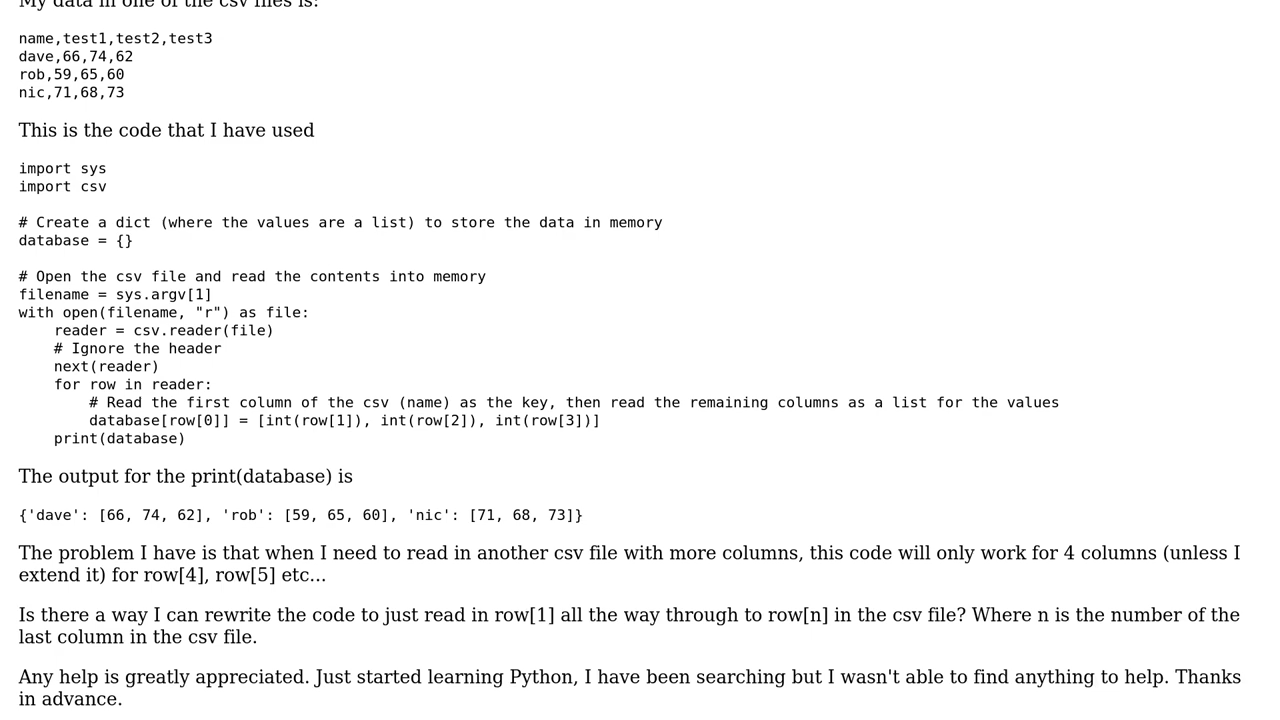 My data in one of the csv files is:
name,test1,test2,test3
dave,66,74,62
rob,59,65,60
nic,71,68,73
This is the code that I have used
import sys
import csv
# Create a dict (where the values are a list) to store the data in memory
database = {}
# Open the csv file and read the contents into memory
filename = sys.argv[1]
with open(filename, "r") as file:
    reader = csv.reader(file)
    # Ignore the header
    next(reader)
    for row in reader:
        # Read the first column of the csv (name) as the key, then read the remaining columns as a list for the values
        database[row[0]] = [int(row[1]), int(row[2]), int(row[3])]
    print(database)
The output for the print(database) is
{'dave': [66, 74, 62], 'rob': [59, 65, 60], 'nic': [71, 68, 73]}
The problem I have is that when I need to read in another csv file with more columns, this code will only work for 4 columns (unless I
extend it) for row[4], row[5] etc...
Is there a way I can rewrite the code to just read in row[1] all the way through to row[n] in the csv file? Where n is the number of the
last column in the csv file.
Any help is greatly appreciated. Just started learning Python, I have been searching but I wasn't able to find anything to help. Thanks
in advance.